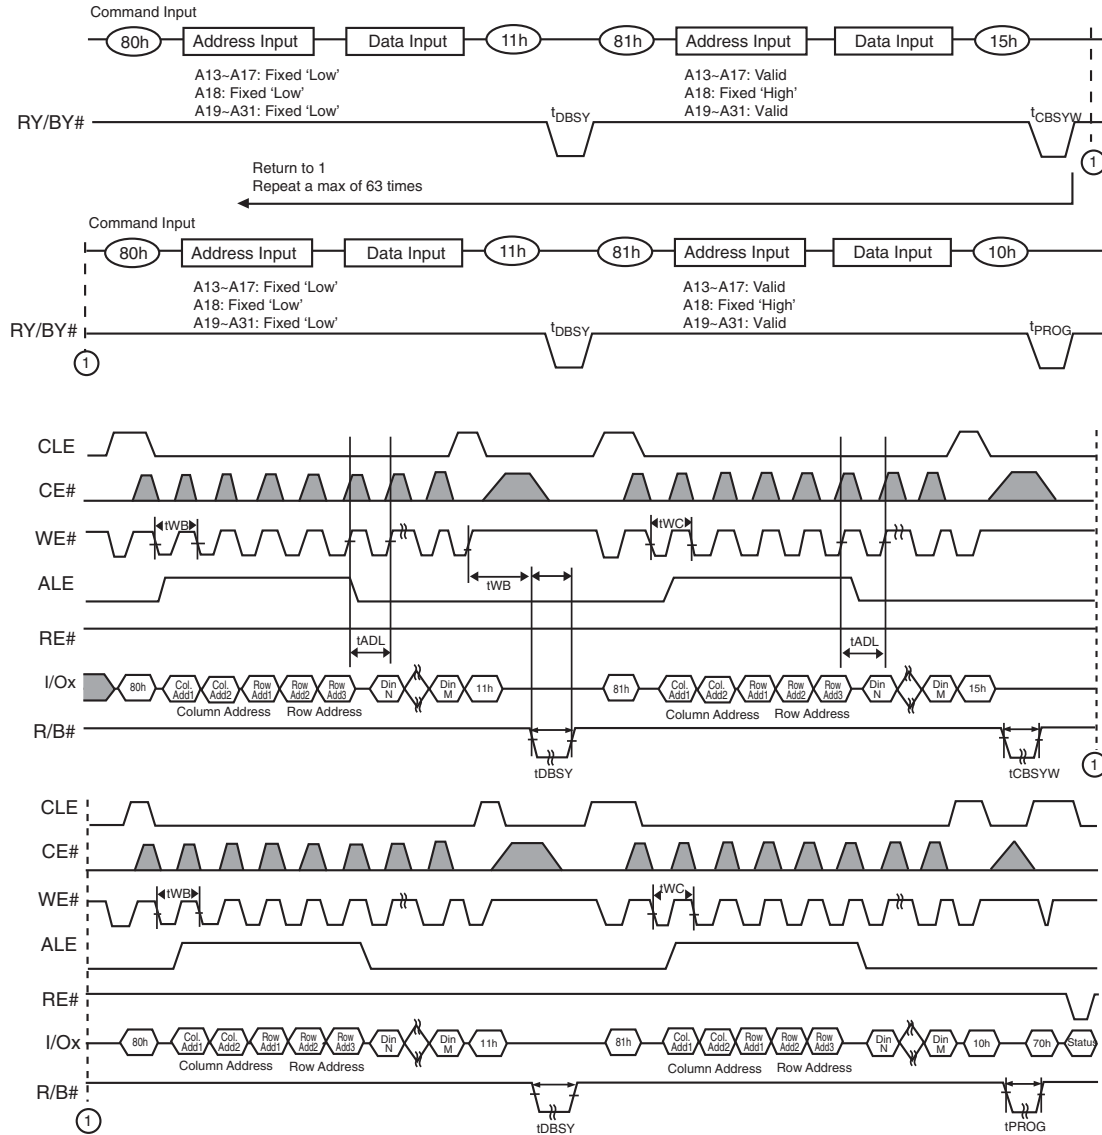 Command Input
80h Address Input Data Input 11h 81h Address Input Data Input 15h
A13~A17: Fixed 'Low' A13~A17: Valid
A18: Fixed 'Low' A18: Fixed 'High'
A19~A31: Fixed 'Low' A19~A31: Valid
RY/BY# tDBSY tCBSYW
1
Return to 1
Repeat a max of 63 times
Command Input
80h Address Input Data Input 11h 81h Address Input Data Input 10h
A13~A17: Fixed 'Low' A13~A17: Valid
A18: Fixed 'Low' A18: Fixed 'High'
A19~A31: Fixed 'Low' A19~A31: Valid
RY/BY# tDBSY tPROG
1
CLE
CE#
WE# tWB tWC
ALE tWB
RE# tADL tADL
I/Ox 80h Col. Add1 Col. Add2 Row Add1 Row Add2 Row Add3 Din N Din M 11h 81h Col. Add1 Col. Add2 Row Add1 Row Add2 Row Add3 Din N Din M 15h
Column Address Row Address Column Address Row Address
R/B# tDBSY tCBSYW
1
CLE
CE#
WE# tWB tWC
ALE
RE#
I/Ox 80h Col. Add1 Col. Add2 Row Add1 Row Add2 Row Add3 Din N Din M 11h 81h Col. Add1 Col. Add2 Row Add1 Row Add2 Row Add3 Din N Din M 10h 70h Status
Column Address Row Address Column Address Row Address
R/B# tDBSY tPROG
1